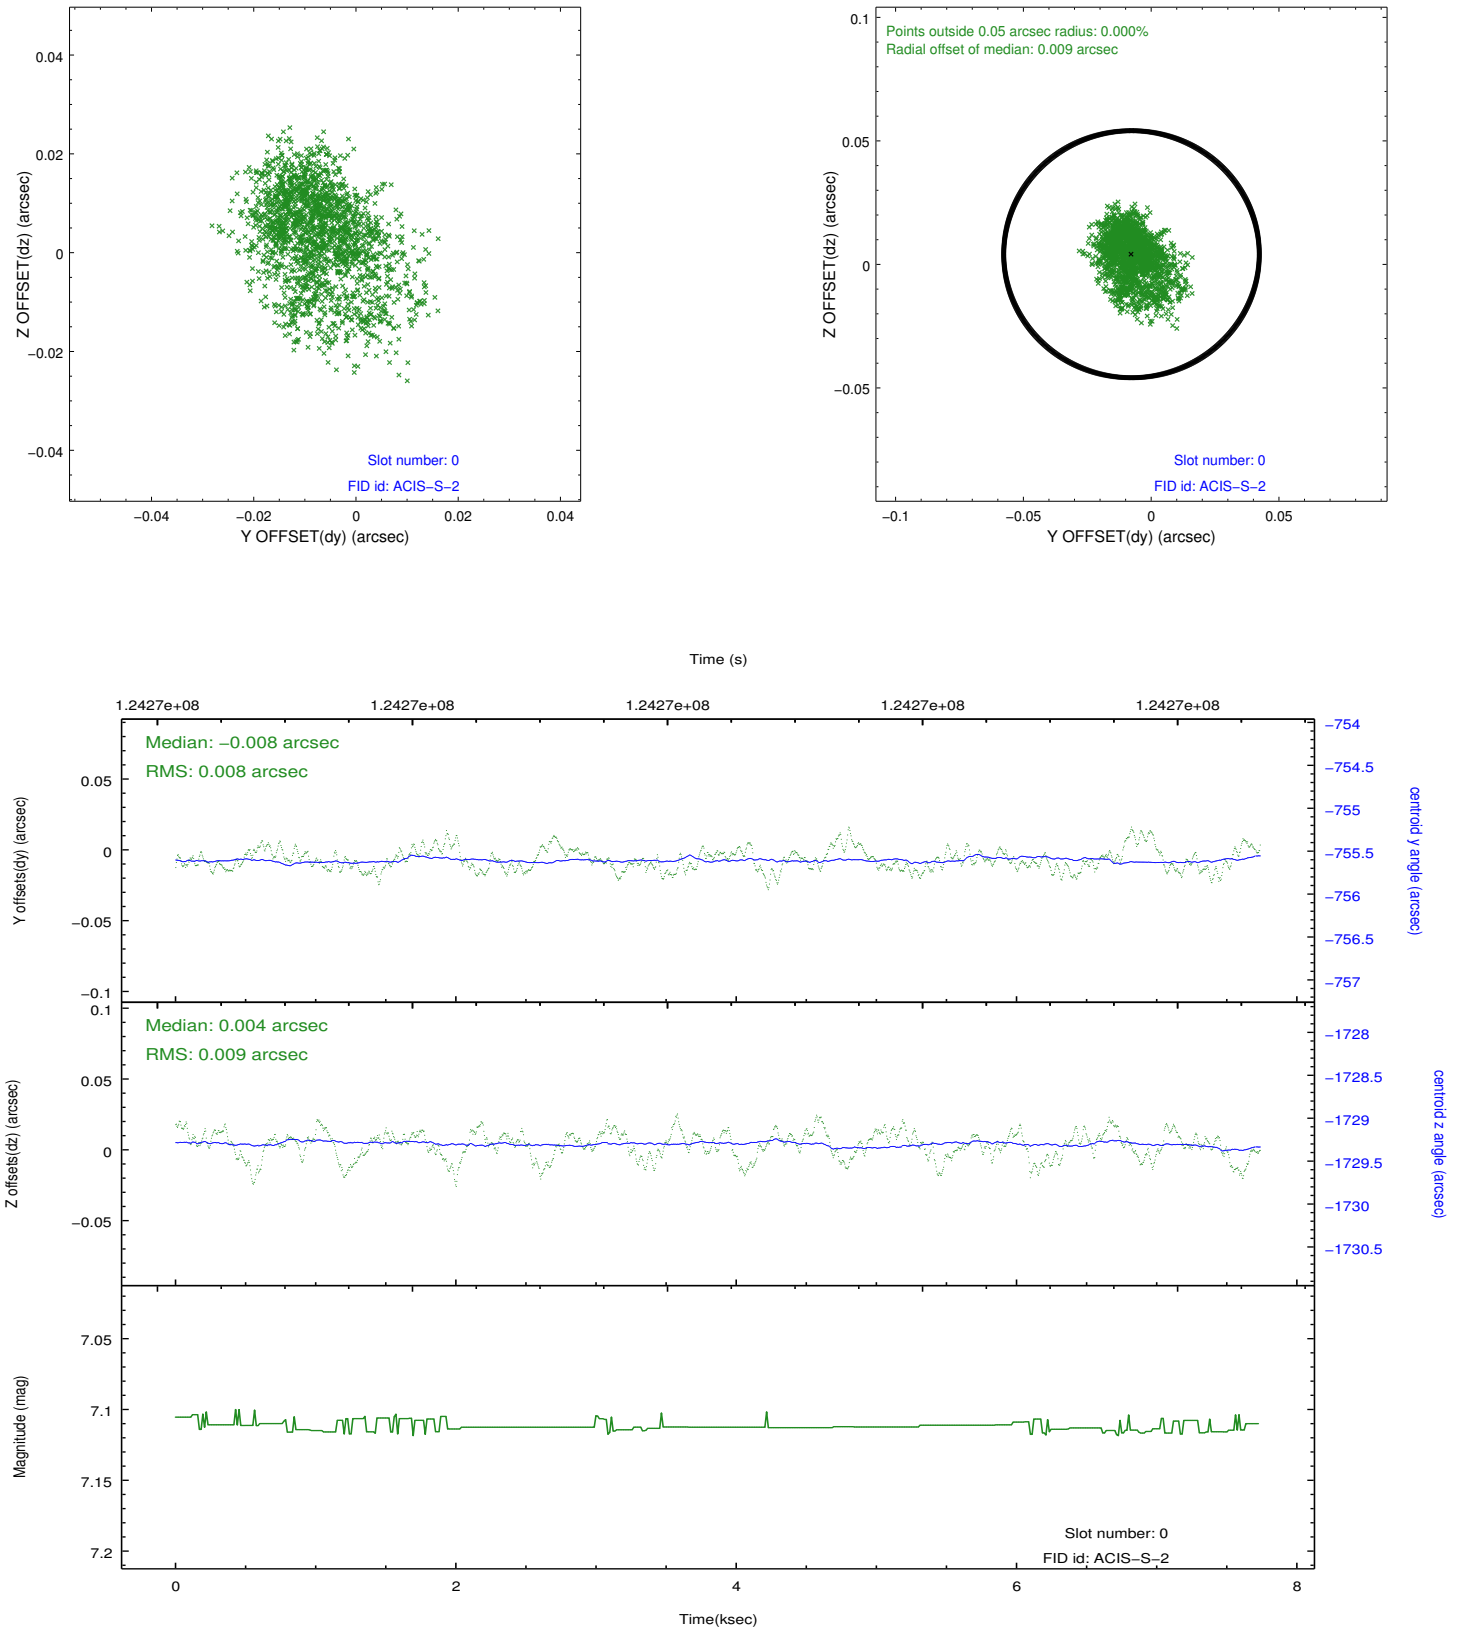 0.04
0.02
0
−0.02
−0.04
Z OFFSET(dz) (arcsec)
Slot number: 0
FID id: ACIS−S−2
−0.04 −0.02 0 0.02 0.04
Y OFFSET(dy) (arcsec)
0.1
0.05
0
−0.05
Z OFFSET(dz) (arcsec)
Points outside 0.05 arcsec radius: 0.000%
Radial offset of median: 0.009 arcsec
Slot number: 0
FID id: ACIS−S−2
−0.1 −0.05 0 0.05
Y OFFSET(dy) (arcsec)
Time (s)
1.2427e+08 1.2427e+08 1.2427e+08 1.2427e+08 1.2427e+08
Median: −0.008 arcsec
RMS: 0.008 arcsec
0.05
0
−0.05
−0.1
Y offsets(dy) (arcsec)
−754
−754.5
−755
−755.5
−756
−756.5
−757
centroid y angle (arcsec)
Median: 0.004 arcsec
RMS: 0.009 arcsec
0.1
0.05
0
−0.05
Z offsets(dz) (arcsec)
−1728
−1728.5
−1729
−1729.5
−1730
−1730.5
centroid z angle (arcsec)
7.05
7.1
7.15
7.2
Magnitude (mag)
Slot number: 0
FID id: ACIS−S−2
0 2 4 6 8
Time(ksec)